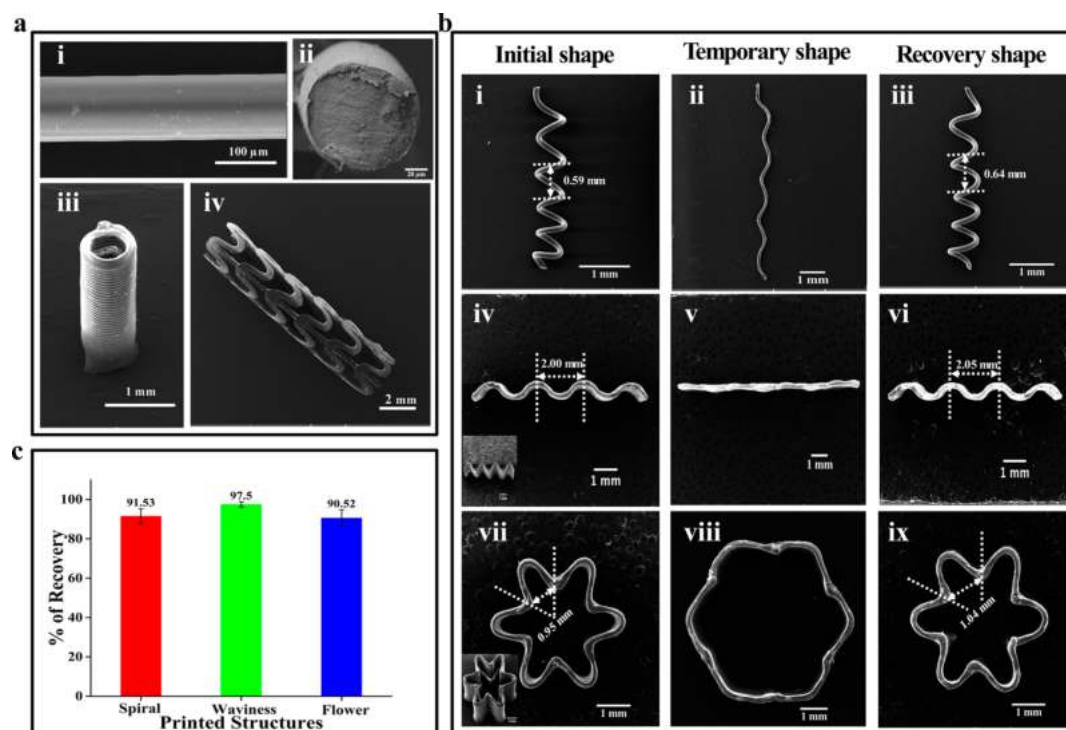 a
i
100 μm
ii
20 μm
iii
1 mm
iv
2 mm
b
Initial shape
Temporary shape
Recovery shape
i
0.59 mm
1 mm
ii
1 mm
iii
0.64 mm
1 mm
iv
2.00 mm
1 mm
v
1 mm
vi
2.05 mm
1 mm
vii
0.95 mm
1 mm
viii
1 mm
ix
1.04 mm
1 mm
c
% of Recovery
100
80
60
40
20
0
91.53
97.5
90.52
Spiral Waviness Flower
Printed Structures